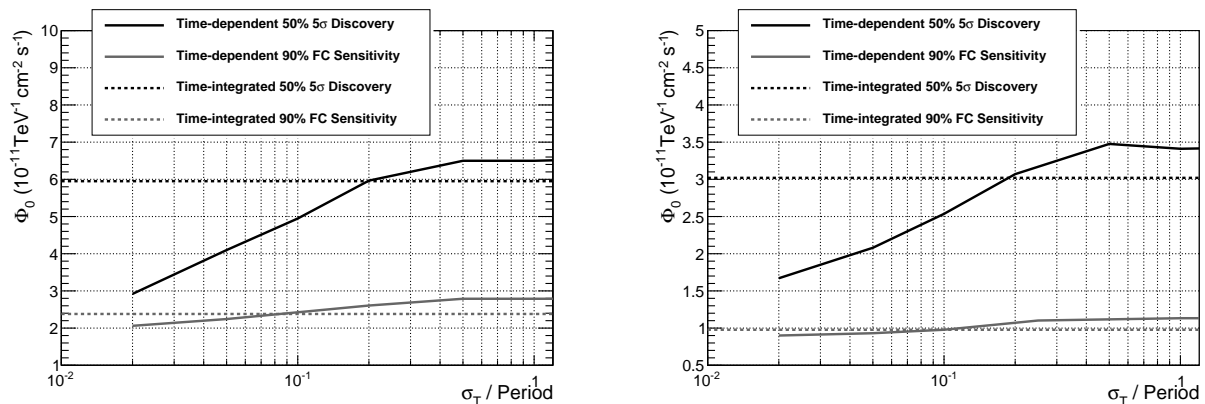 Time-dependent 50% 5σ Discovery
Time-dependent 90% FC Sensitivity
Time-integrated 50% 5σ Discovery
Time-integrated 90% FC Sensitivity
Φ0 (10-11 TeV-1 cm-2 s-1)
10
9
8
7
6
5
4
3
2
1
10-2
10-1
1
σT / Period
Time-dependent 50% 5σ Discovery
Time-dependent 90% FC Sensitivity
Time-integrated 50% 5σ Discovery
Time-integrated 90% FC Sensitivity
Φ0 (10-11 TeV-1 cm-2 s-1)
5
4.5
4
3.5
3
2.5
2
1.5
1
0.5
10-2
10-1
1
σT / Period